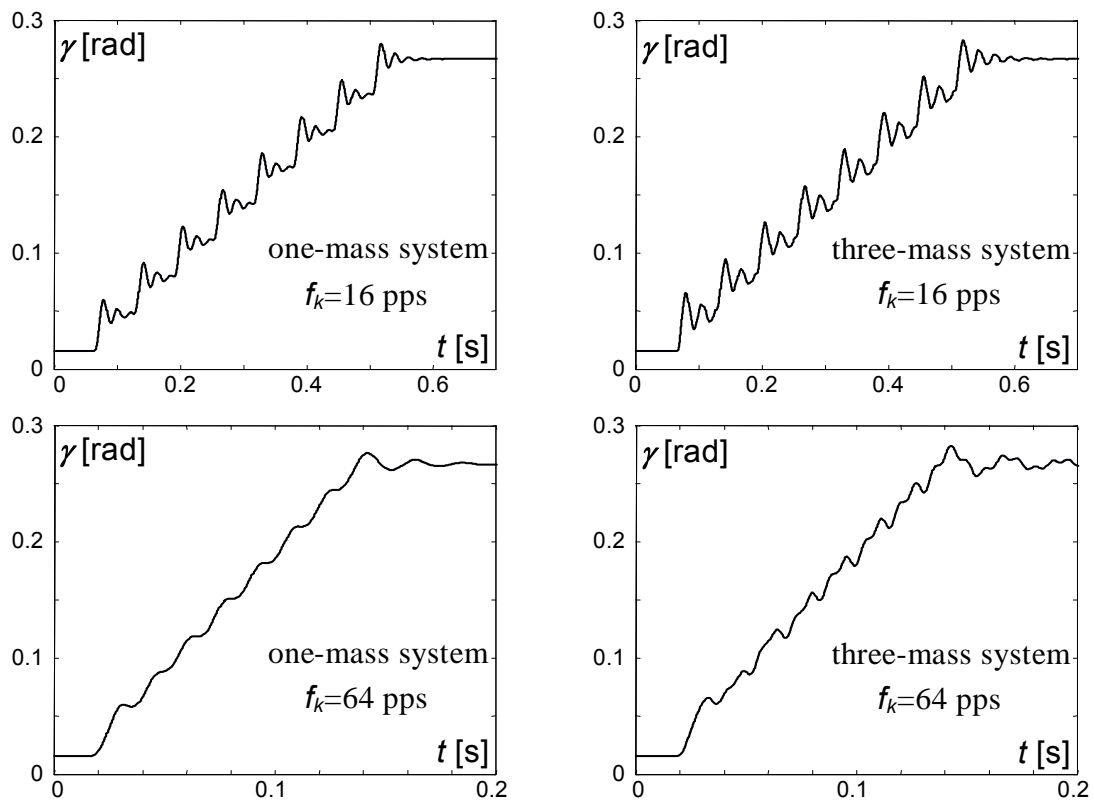 0.3
γ [rad]
0.2
0.1
one-mass system
fk=16 pps
t [s]
0
0 0.2 0.4 0.6
0.3
γ [rad]
0.2
0.1
three-mass system
fk=16 pps
t [s]
0
0 0.2 0.4 0.6
0.3
γ [rad]
0.2
0.1
one-mass system
fk=64 pps
t [s]
0
0 0.1 0.2
0.3
γ [rad]
0.2
0.1
three-mass system
fk=64 pps
t [s]
0
0 0.1 0.2